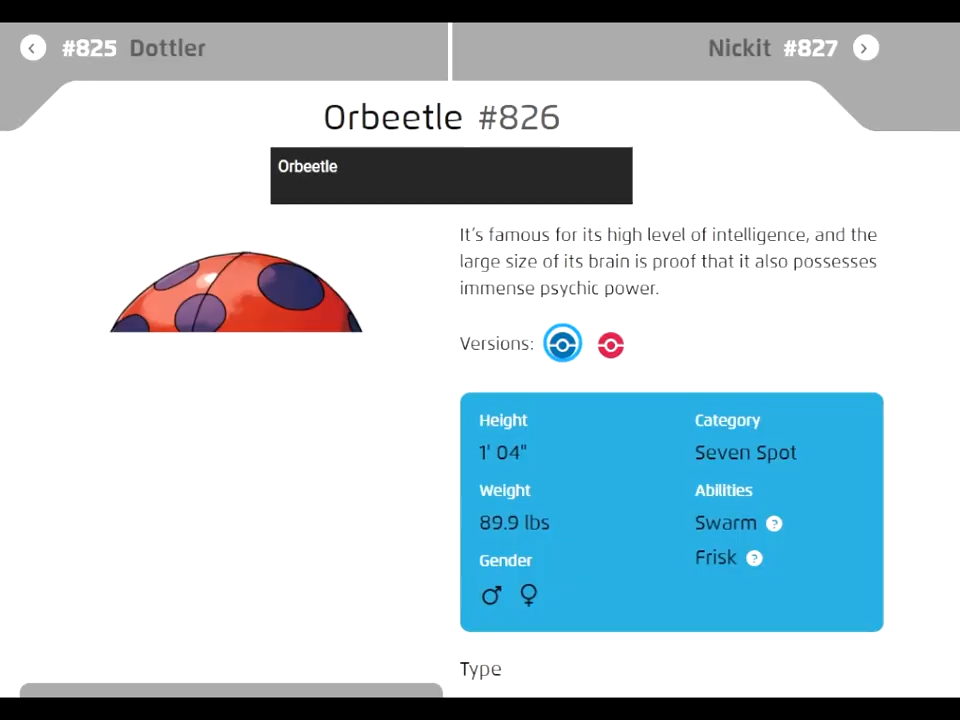 #825 Dottler
Nickit #827
Orbeetle #826
Orbeetle
It's famous for its high level of intelligence, and the
large size of its brain is proof that it also possesses
immense psychic power.
Versions:
Height
1' 04"
Weight
89.9 lbs
Gender
Category
Seven Spot
Abilities
Swarm ?
Frisk ?
Type